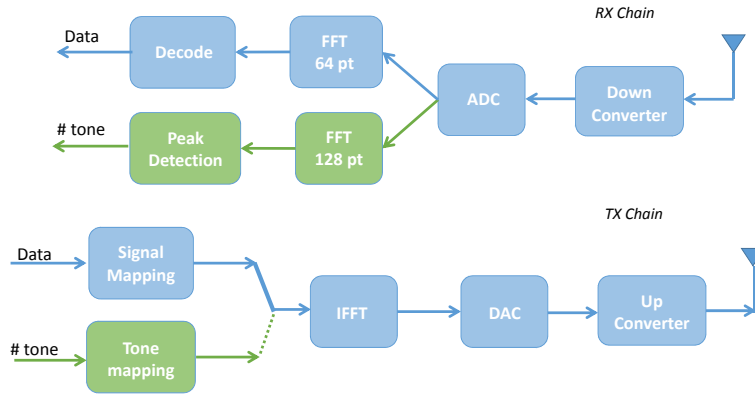 RX Chain
Data
Decode
FFT
64 pt
ADC
Down
Converter
# tone
Peak
Detection
FFT
128 pt
TX Chain
Data
Signal
Mapping
IFFT
DAC
Up
Converter
# tone
Tone
mapping